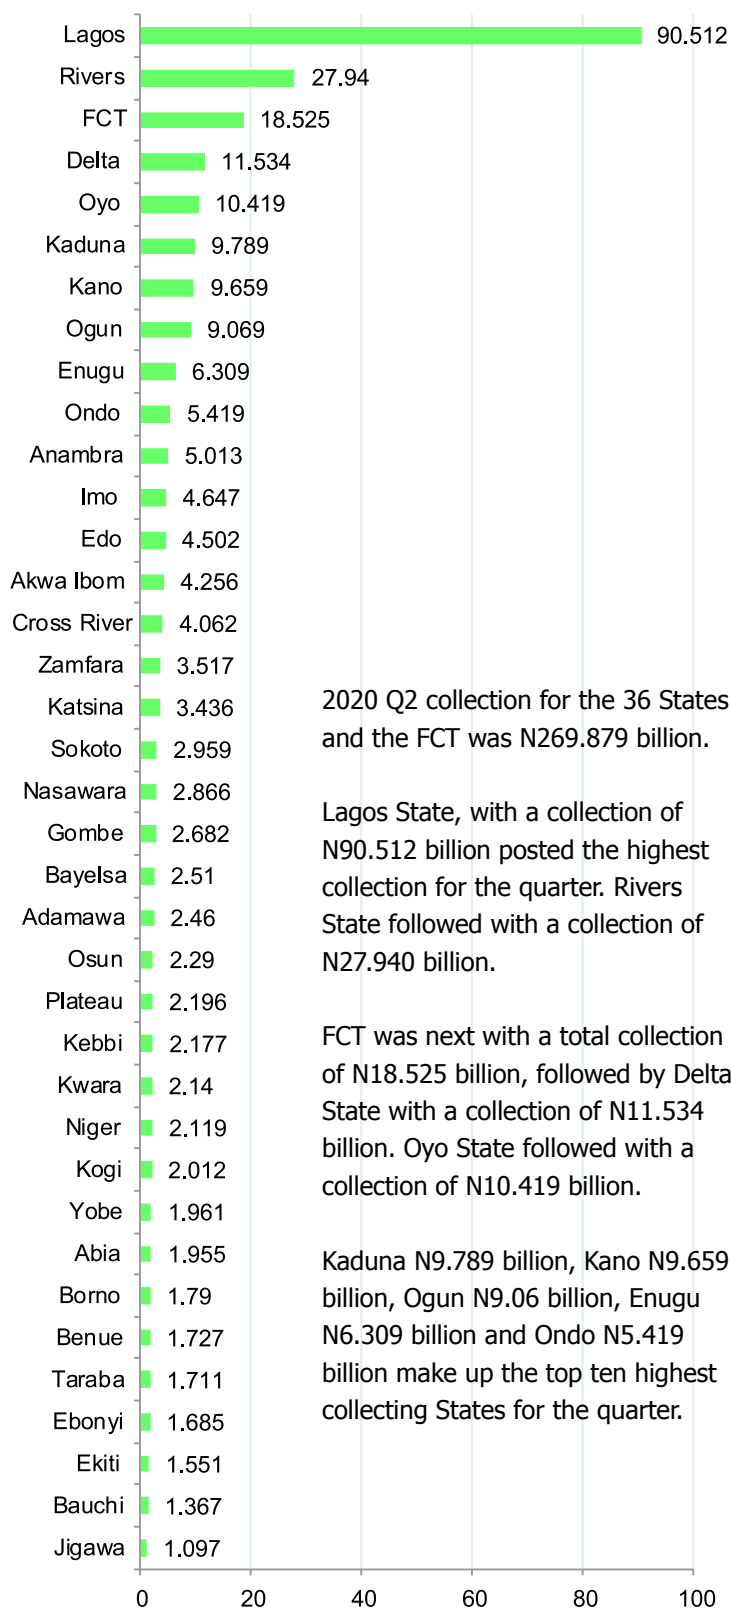 Lagos 90.512
Rivers 27.94
FCT 18.525
Delta 11.534
Oyo 10.419
Kaduna 9.789
Kano 9.659
Ogun 9.069
Enugu 6.309
Ondo 5.419
Anambra 5.013
Imo 4.647
Edo 4.502
Akwa Ibom 4.256
Cross River 4.062
Zamfara 3.517
Katsina 3.436
Sokoto 2.959
Nasawara 2.866
Gombe 2.682
Bayelsa 2.51
Adamawa 2.46
Osun 2.29
Plateau 2.196
Kebbi 2.177
Kwara 2.14
Niger 2.119
Kogi 2.012
Yobe 1.961
Abia 1.955
Borno 1.79
Benue 1.727
Taraba 1.711
Ebonyi 1.685
Ekiti 1.551
Bauchi 1.367
Jigawa 1.097
0 20 40 60 80 100
2020 Q2 collection for the 36 States
and the FCT was N269.879 billion.
Lagos State, with a collection of
N90.512 billion posted the highest
collection for the quarter. Rivers
State followed with a collection of
N27.940 billion.
FCT was next with a total collection
of N18.525 billion, followed by Delta
State with a collection of N11.534
billion. Oyo State followed with a
collection of N10.419 billion.
Kaduna N9.789 billion, Kano N9.659
billion, Ogun N9.06 billion, Enugu
N6.309 billion and Ondo N5.419
billion make up the top ten highest
collecting States for the quarter.